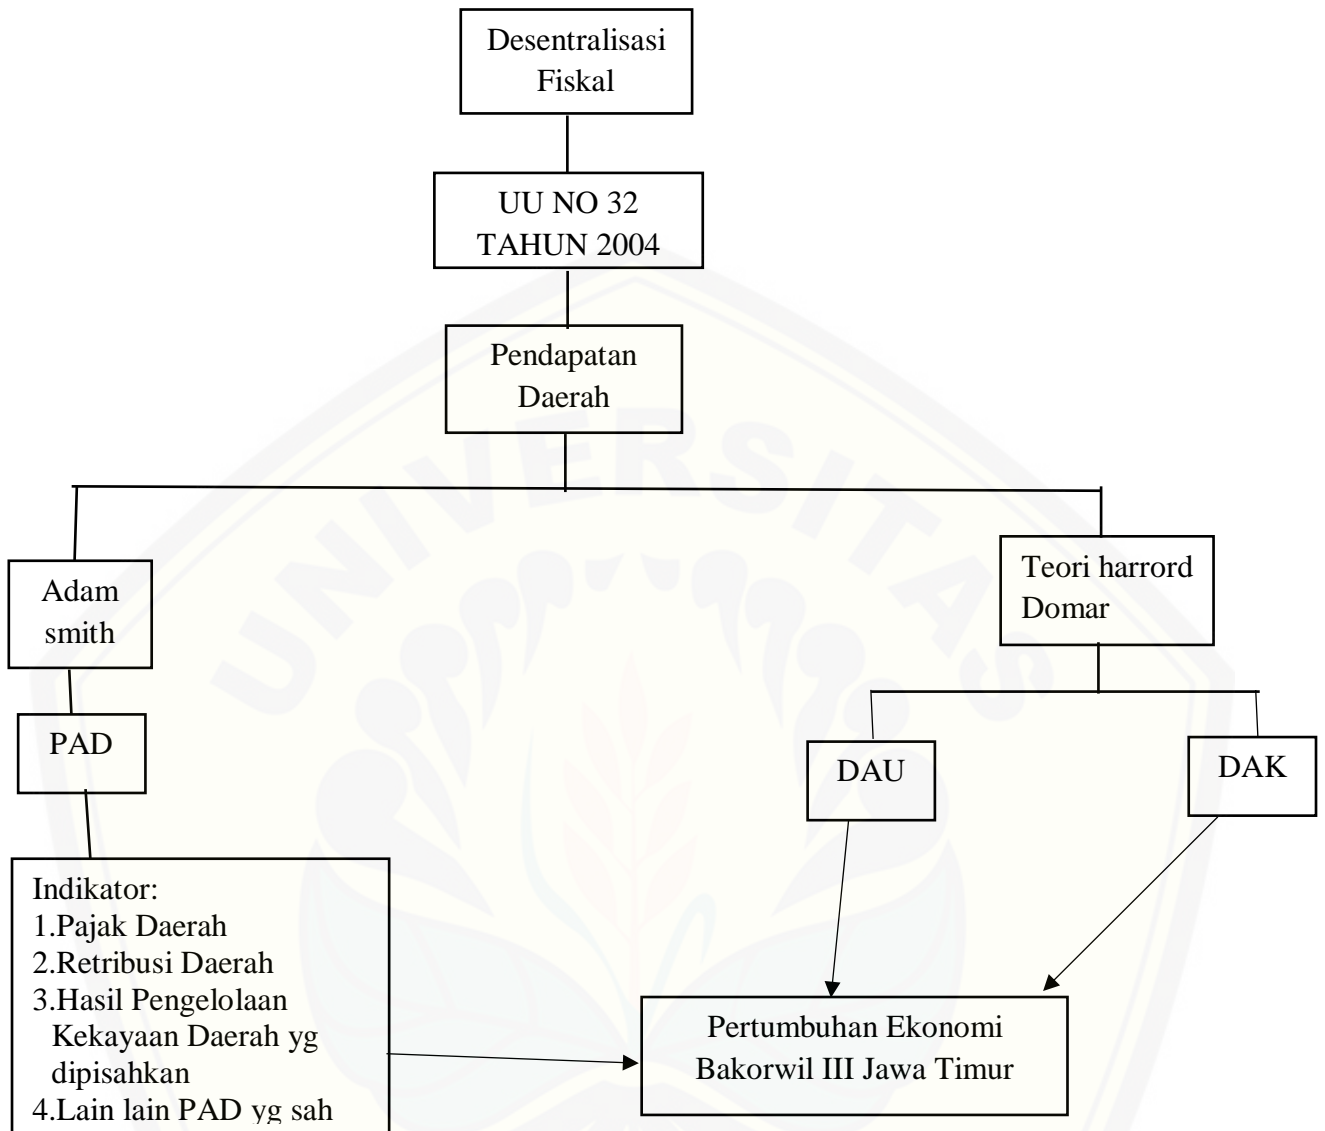 Desentralisasi
Fiskal
UU NO 32
TAHUN 2004
Pendapatan
Daerah
UNIVERSITAS
Adam
smith
Teori harrord
Domar
PAD
DAU
DAK
Indikator:
1.Pajak Daerah
2.Retribusi Daerah
3.Hasil Pengelolaan
Kekayaan Daerah yg
dipisahkan
4.Lain lain PAD yg sah
Pertumbuhan Ekonomi
Bakorwil III Jawa Timur